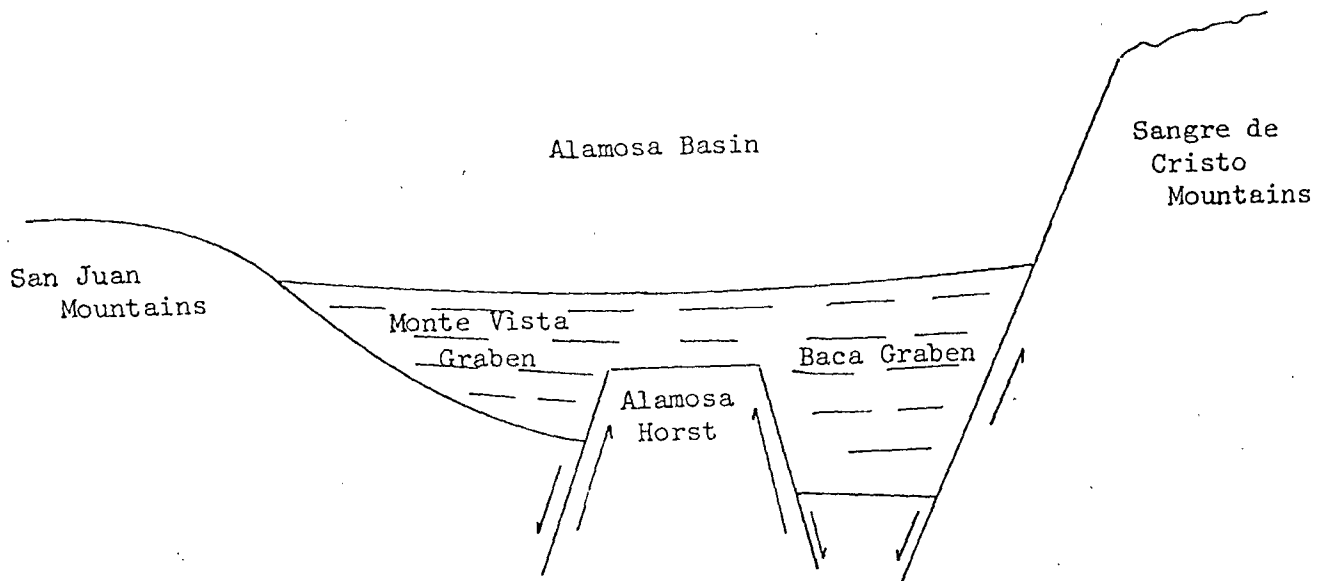 Alamosa Basin
Sangre de
Cristo
Mountains
San Juan
Mountains
Monte Vista
Graben
Baca Graben
Alamosa
Horst